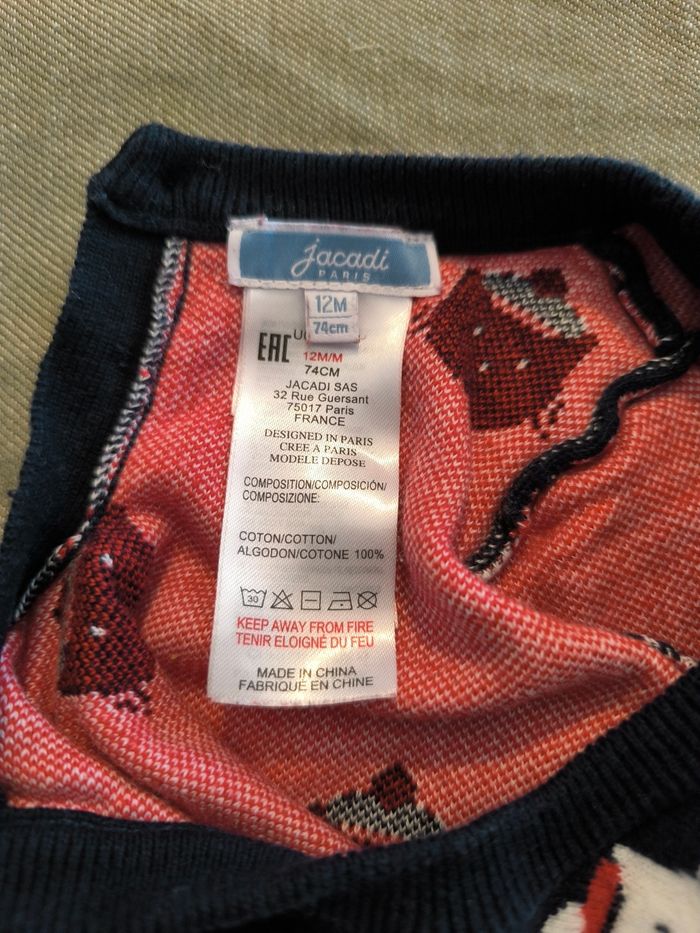 jacadi
PARIS
12M
74cm
EAC
12M/M
74CM
JACADI SAS
32 Rue Guersant
75017 Paris
FRANCE
DESIGNED IN PARIS
CREE A PARIS
MODELE DEPOSE
COMPOSITION/COMPOSICIÓN/
COMPOSIZIONE:
COTON/COTTON/
ALGODON/COTONE 100%
30
KEEP AWAY FROM FIRE
TENIR ELOIGNÉ DU FEU
MADE IN CHINA
FABRIQUÉ EN CHINE